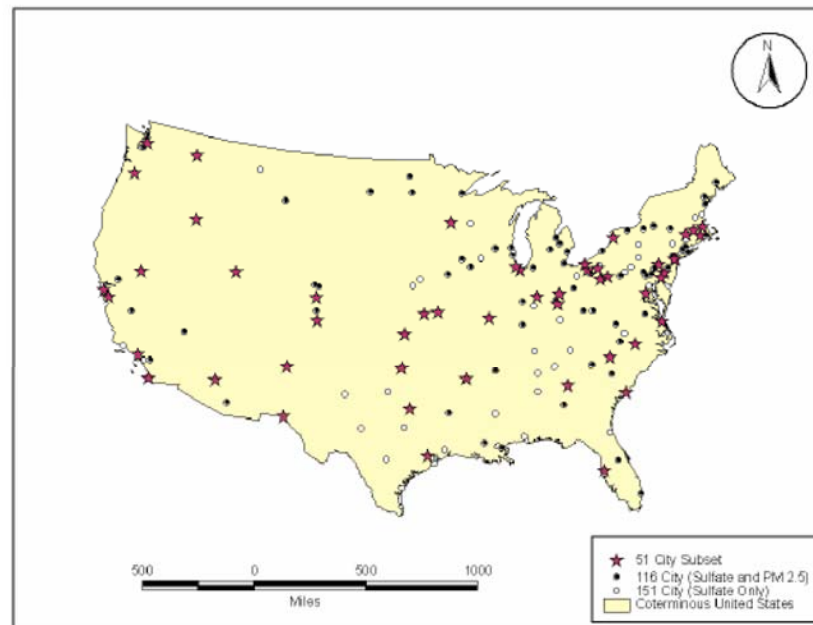 N
500 0 500 1000
Miles
51 City Subset
116 City (Sulfate and PM 2.5)
151 City (Sulfate Only)
Coterminous United States